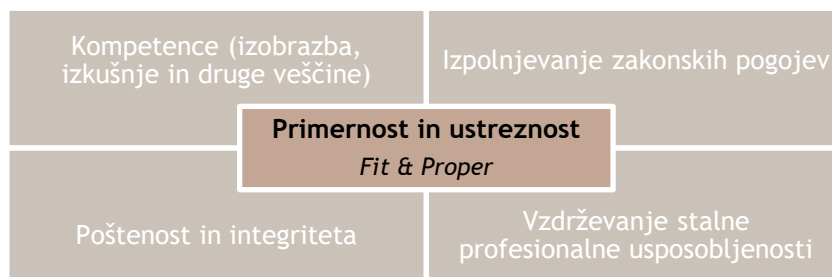 Kompetence (izobrazba,
izkušnje in druge veščine)
Izpolnjevanje zakonskih pogojev
Primernost in ustreznost
Fit & Proper
Poštenost in integriteta
Vzdrževanje stalne
profesionalne usposobljenosti